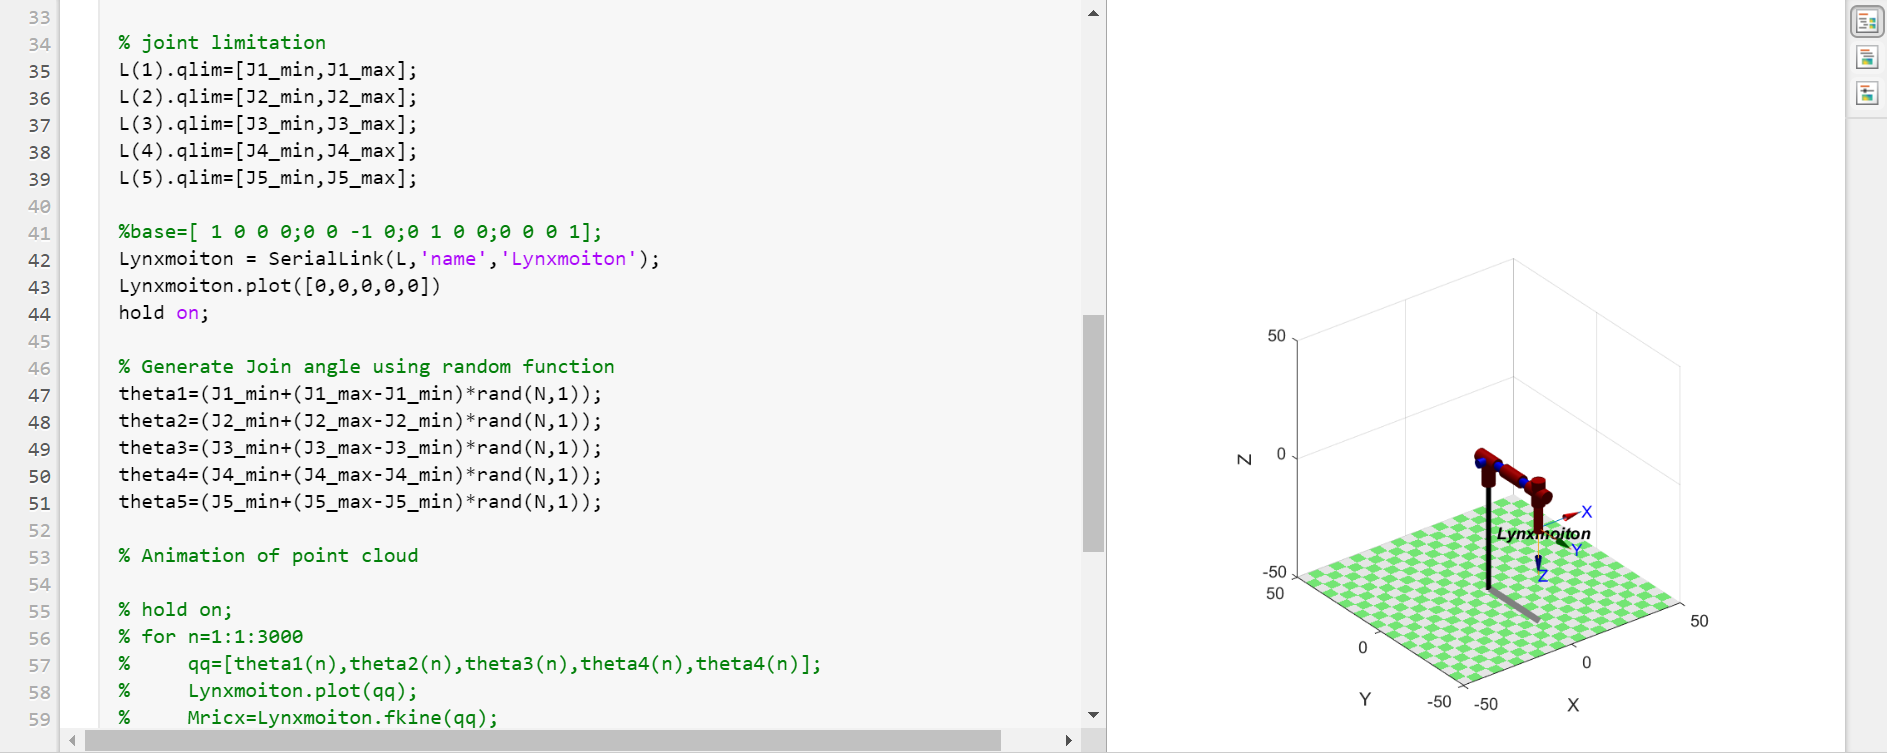 33
34 % joint limitation
35 L(1).qlim=[J1_min,J1_max];
36 L(2).qlim=[J2_min,J2_max];
37 L(3).qlim=[J3_min,J3_max];
38 L(4).qlim=[J4_min,J4_max];
39 L(5).qlim=[J5_min,J5_max];
40
41 %base=[ 1 0 0 0;0 0 -1 0;0 1 0 0;0 0 0 1];
42 Lynxmoiton = SerialLink(L,'name','Lynxmoiton');
43 Lynxmoiton.plot([0,0,0,0,0])
44 hold on;
45
46 % Generate Join angle using random function
47 theta1=(J1_min+(J1_max-J1_min)*rand(N,1));
48 theta2=(J2_min+(J2_max-J2_min)*rand(N,1));
49 theta3=(J3_min+(J3_max-J3_min)*rand(N,1));
50 theta4=(J4_min+(J4_max-J4_min)*rand(N,1));
51 theta5=(J5_min+(J5_max-J5_min)*rand(N,1));
52
53 % Animation of point cloud
54
55 % hold on;
56 % for n=1:1:3000
57 %     qq=[theta1(n),theta2(n),theta3(n),theta4(n),theta4(n)];
58 %     Lynxmoiton.plot(qq);
59 %     Mricx=Lynxmoiton.fkine(qq);
50
Z 0
X
Lynxmoiton
Y
Z
-50
50
50
0
0
Y -50 -50 X